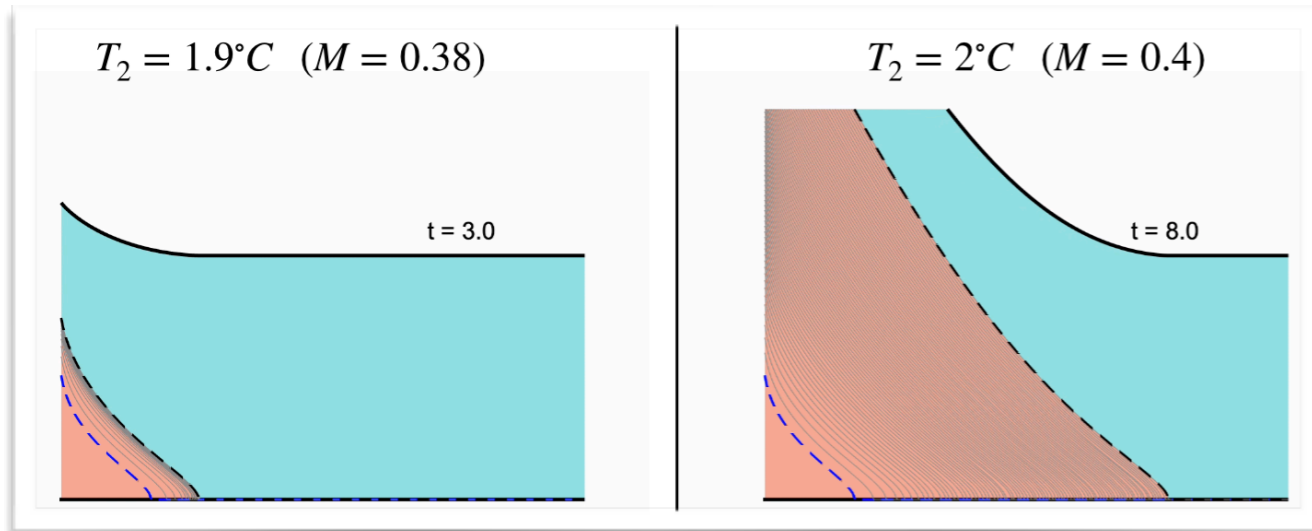 T₂ = 1.9°C (M = 0.38)
t = 3.0
T₂ = 2°C (M = 0.4)
t = 8.0